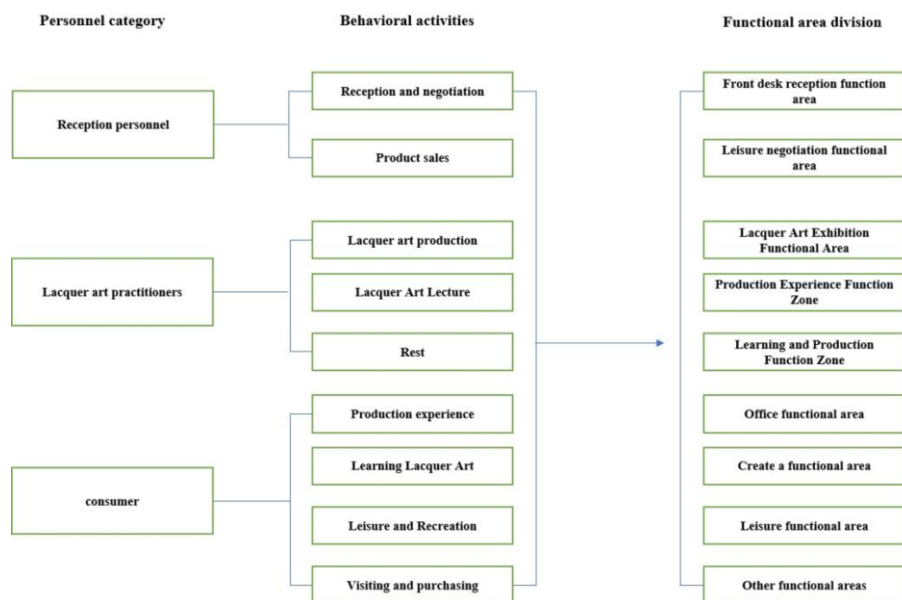 Personnel category
Behavioral activities
Functional area division
Reception personnel
Reception and negotiation
Product sales
Lacquer art practitioners
Lacquer art production
Lacquer Art Lecture
Rest
consumer
Production experience
Learning Lacquer Art
Leisure and Recreation
Visiting and purchasing
Front desk reception function
area
Leisure negotiation functional
area
Lacquer Art Exhibition
Functional Area
Production Experience Function
Zone
Learning and Production
Function Zone
Office functional area
Create a functional area
Leisure functional area
Other functional areas